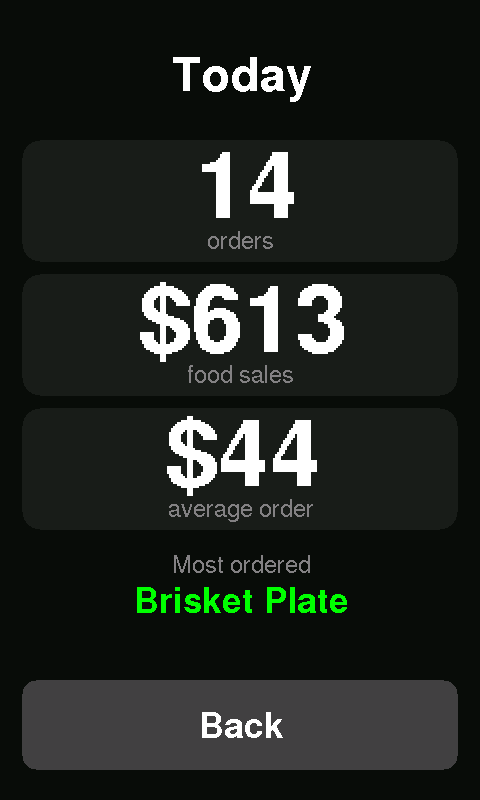 Today
14
orders
$613
food sales
$44
average order
Most ordered
Brisket Plate
Back